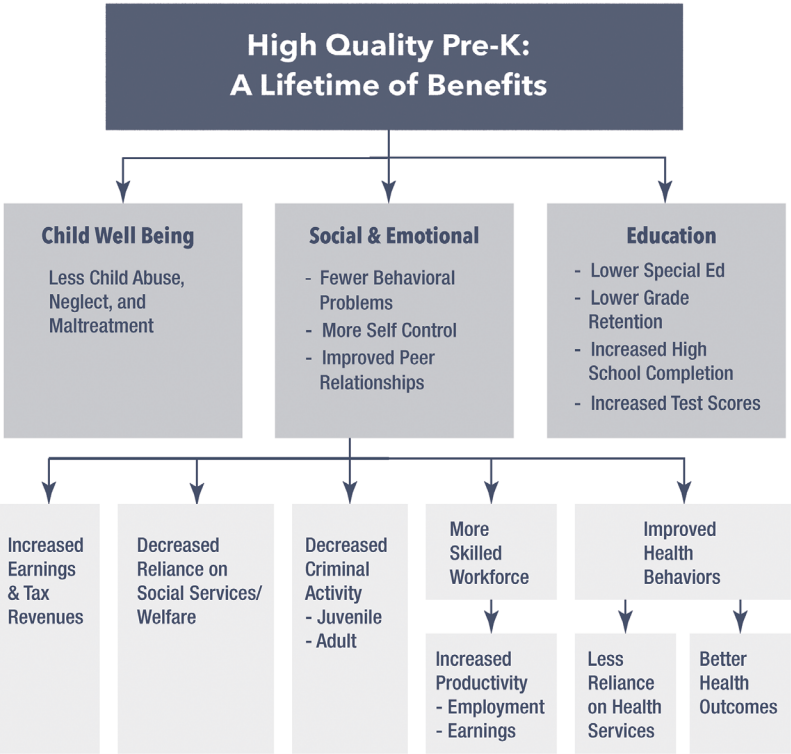 High Quality Pre-K:
A Lifetime of Benefits
Child Well Being
Less Child Abuse,
Neglect, and
Maltreatment
Social & Emotional
- Fewer Behavioral
Problems
- More Self Control
- Improved Peer
Relationships
Education
- Lower Special Ed
- Lower Grade
Retention
- Increased High
School Completion
- Increased Test Scores
Increased
Earnings
& Tax
Revenues
Decreased
Reliance on
Social Services/
Welfare
Decreased
Criminal
Activity
- Juvenile
- Adult
More
Skilled
Workforce
Improved
Health
Behaviors
Increased
Productivity
- Employment
- Earnings
Less
Reliance
on Health
Services
Better
Health
Outcomes